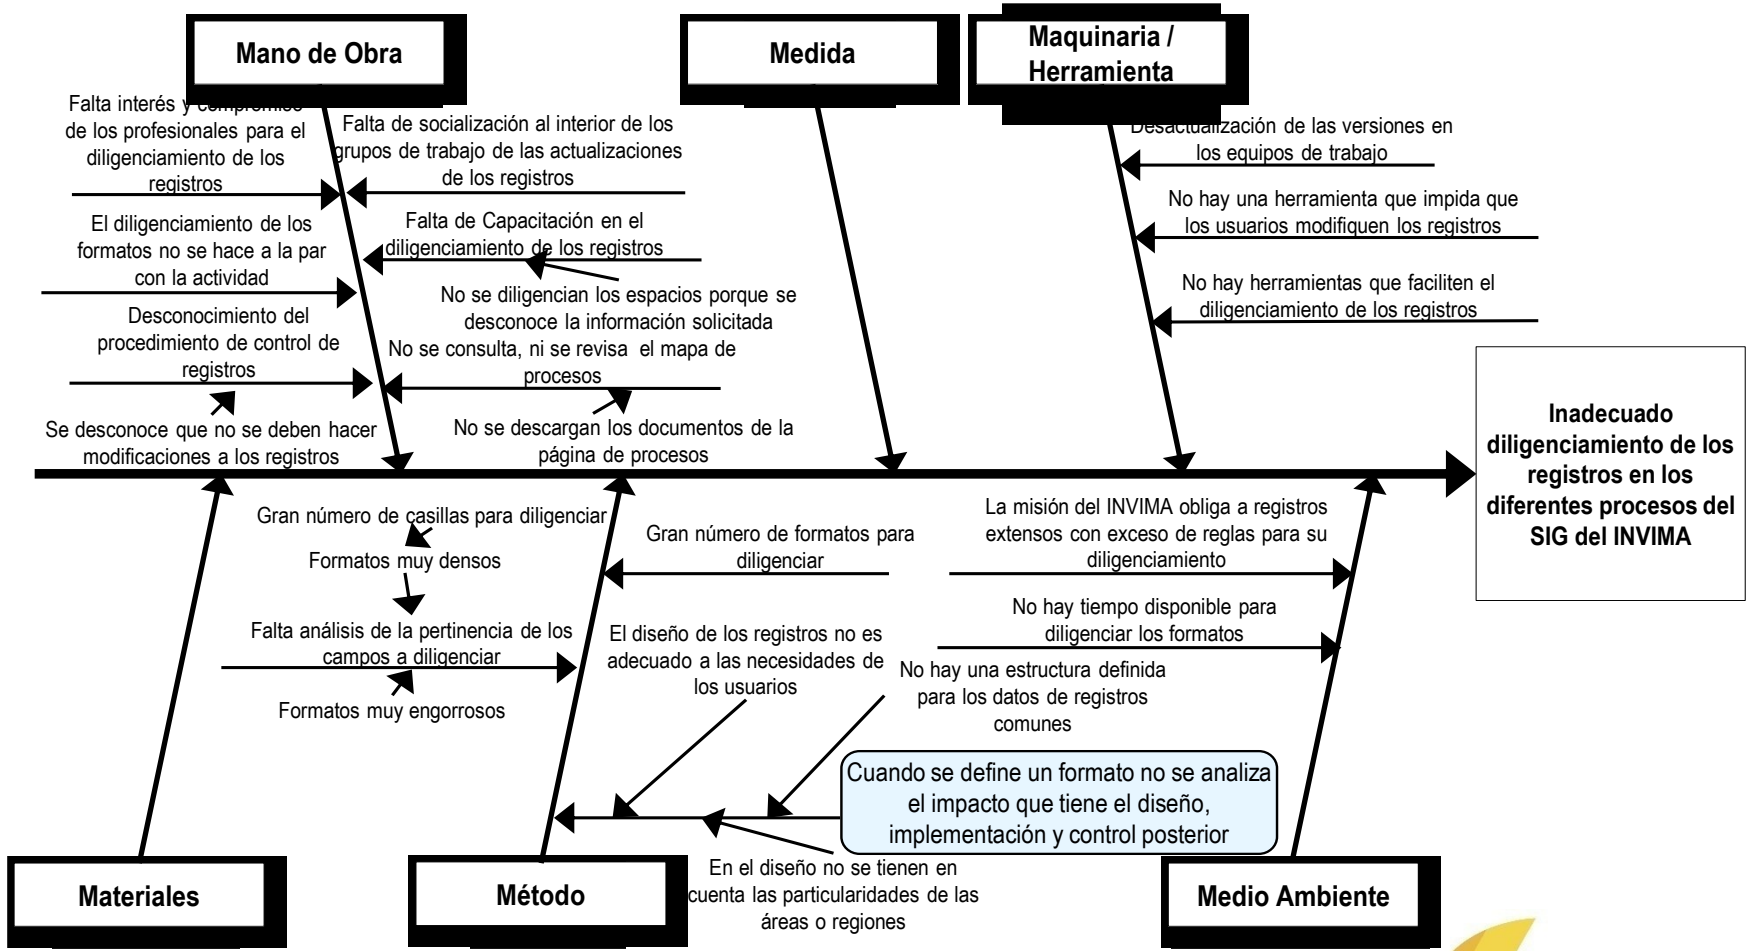 Mano de Obra
Medida
Maquinaria /
Herramienta
Falta interés y compromiso
de los profesionales para el
diligenciamiento de los
registros
Falta de socialización al interior de los
grupos de trabajo de las actualizaciones
de los registros
El diligenciamiento de los
formatos no se hace a la par
con la actividad
Falta de Capacitación en el
diligenciamiento de los registros
No se diligencian los espacios porque se
desconoce la información solicitada
Desconocimiento del
procedimiento de control de
registros
No se consulta, ni se revisa el mapa de
procesos
Se desconoce que no se deben hacer
modificaciones a los registros
No se descargan los documentos de la
página de procesos
Desactualización de las versiones en
los equipos de trabajo
No hay una herramienta que impida que
los usuarios modifiquen los registros
No hay herramientas que faciliten el
diligenciamiento de los registros
Inadecuado
diligenciamiento de los
registros en los
diferentes procesos del
SIG del INVIMA
Gran número de casillas para diligenciar
Formatos muy densos
Falta análisis de la pertinencia de los
campos a diligenciar
Formatos muy engorrosos
Gran número de formatos para
diligenciar
El diseño de los registros no es
adecuado a las necesidades de
los usuarios
No hay una estructura definida
para los datos de registros
comunes
Cuando se define un formato no se analiza
el impacto que tiene el diseño,
implementación y control posterior
En el diseño no se tienen en
cuenta las particularidades de las
áreas o regiones
La misión del INVIMA obliga a registros
extensos con exceso de reglas para su
diligenciamiento
No hay tiempo disponible para
diligenciar los formatos
Materiales
Método
Medio Ambiente